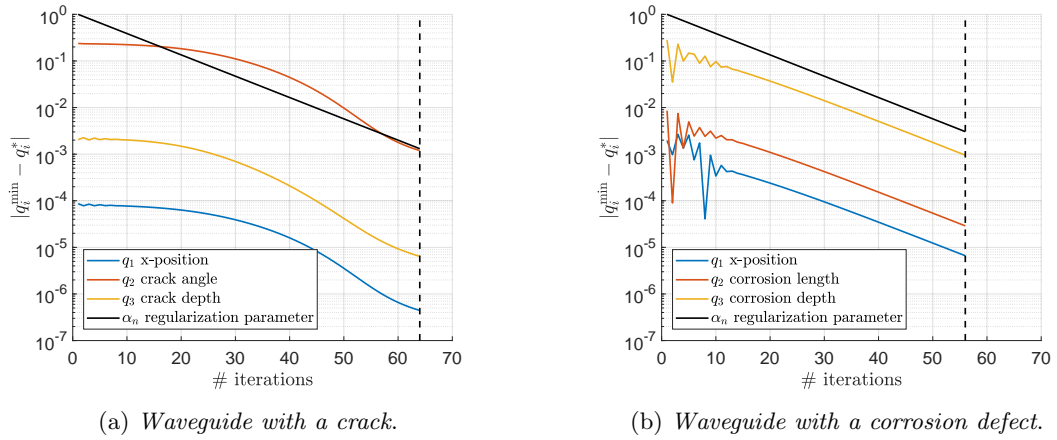 10^0
10^-1
10^-2
10^-3
10^-4
10^-5
10^-6
10^-7
|q_i^min − q_i^*|
q_1 x-position
q_2 crack angle
q_3 crack depth
α_n regularization parameter
0 10 20 30 40 50 60 70
# iterations
(a) Waveguide with a crack.
10^0
10^-1
10^-2
10^-3
10^-4
10^-5
10^-6
10^-7
|q_i^min − q_i^*|
q_1 x-position
q_2 corrosion length
q_3 corrosion depth
α_n regularization parameter
0 10 20 30 40 50 60 70
# iterations
(b) Waveguide with a corrosion defect.